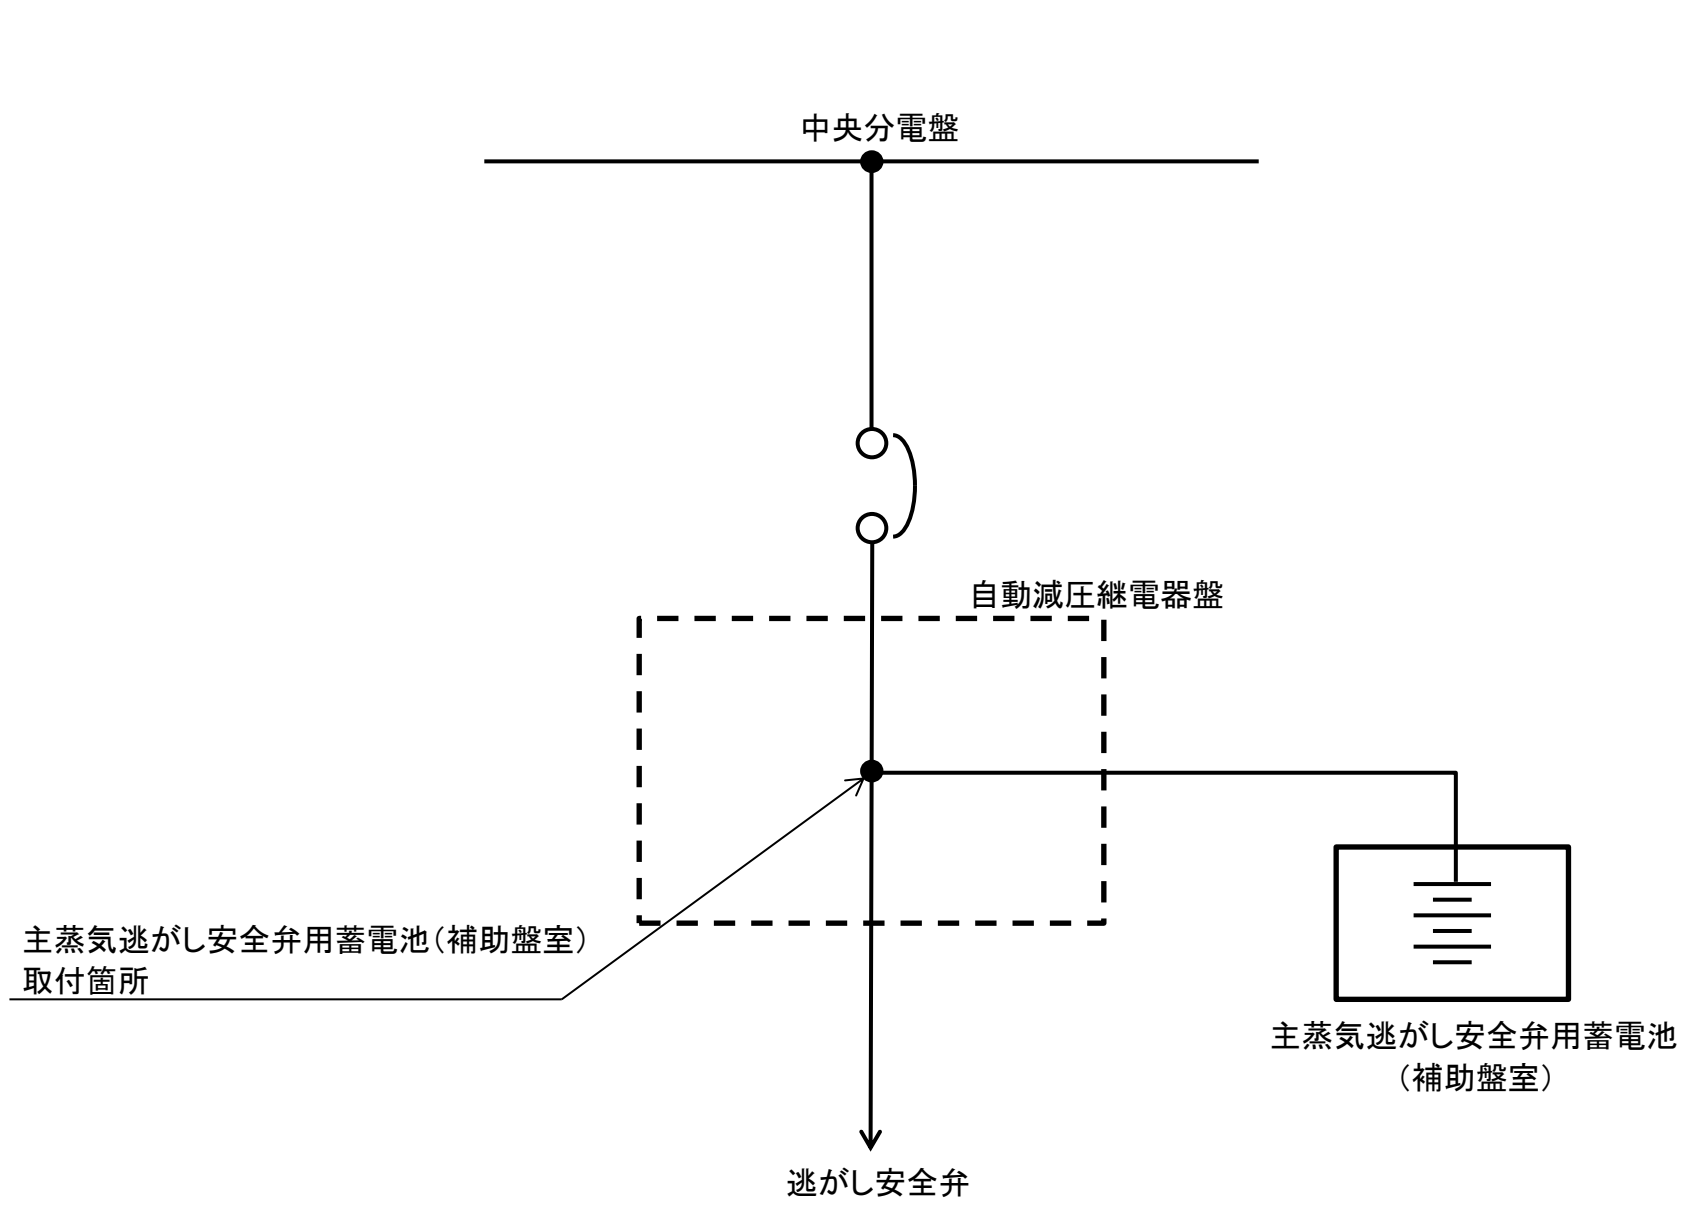 中央分電盤
自動減圧継電器盤
主蒸気逃がし安全弁用蓄電池(補助盤室)
取付箇所
主蒸気逃がし安全弁用蓄電池
(補助盤室)
逃がし安全弁